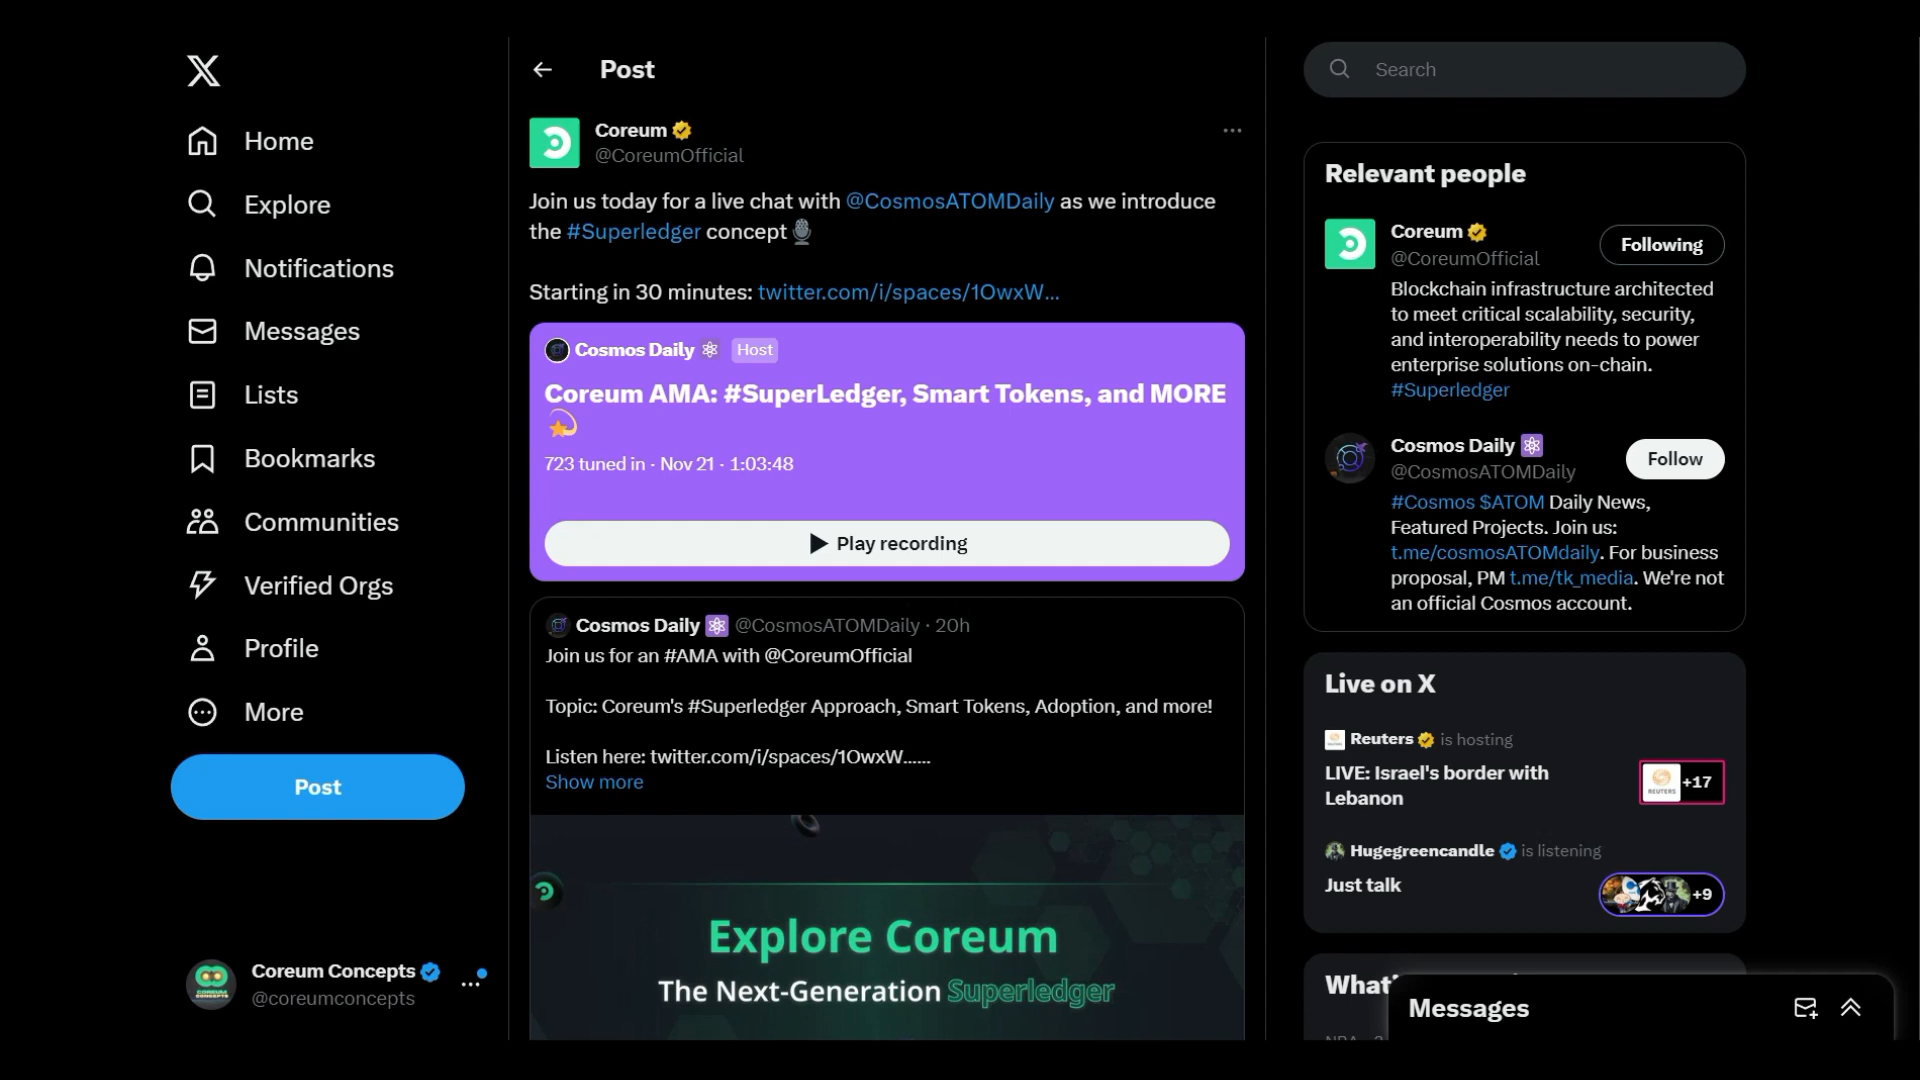 Home
Explore
Notifications
Messages
Lists
Bookmarks
Communities
Verified Orgs
Profile
More
Post
Coreum Concepts
@coreumconcepts
Post
Coreum
@CoreumOfficial
Join us today for a live chat with @CosmosATOMDaily as we introduce
the #Superledger concept
Starting in 30 minutes: twitter.com/i/spaces/1OwxW…
Cosmos Daily Host
Coreum AMA: #SuperLedger, Smart Tokens, and MORE
723 tuned in · Nov 21 · 1:03:48
Play recording
Cosmos Daily @CosmosATOMDaily · 20h
Join us for an #AMA with @CoreumOfficial
Topic: Coreum's #Superledger Approach, Smart Tokens, Adoption, and more!
Listen here: twitter.com/i/spaces/1OwxW......
Show more
Explore Coreum
The Next-Generation Superledger
Search
Relevant people
Coreum
@CoreumOfficial
Following
Blockchain infrastructure architected
to meet critical scalability, security,
and interoperability needs to power
enterprise solutions on-chain.
#Superledger
Cosmos Daily
@CosmosATOMDaily
Follow
#Cosmos $ATOM Daily News,
Featured Projects. Join us:
t.me/cosmosATOMdaily. For business
proposal, PM t.me/tk_media. We're not
an official Cosmos account.
Live on X
Reuters is hosting
LIVE: Israel's border with
Lebanon
REUTERS +17
Hugegreencandle is listening
Just talk
+9
What'
Messages